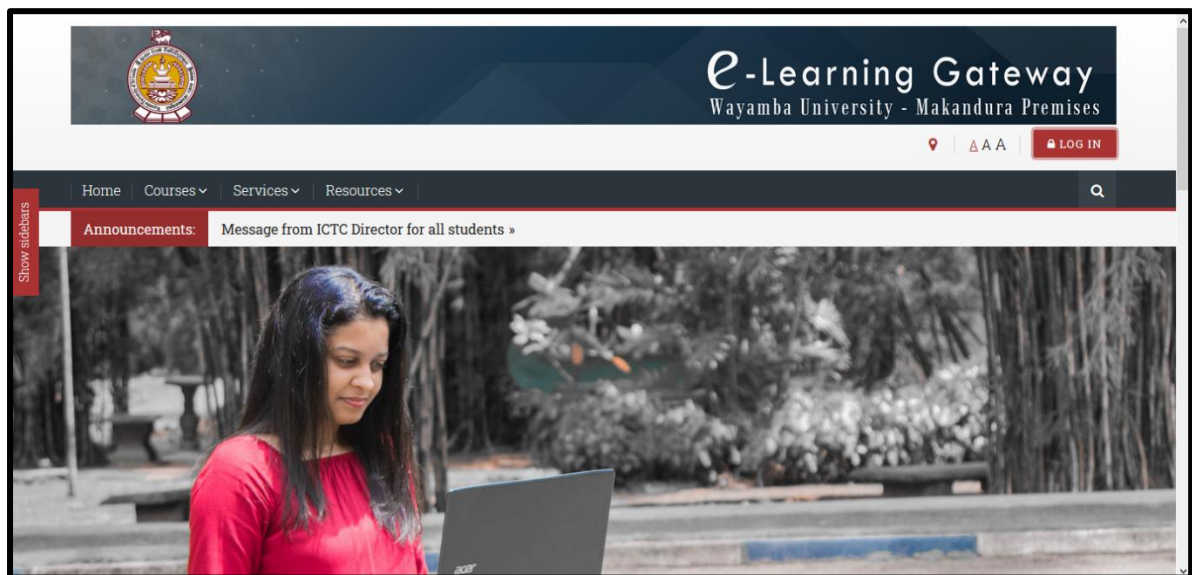 e-Learning Gateway
Wayamba University - Makandura Premises
A A A LOG IN
Home Courses Services Resources
Show sidebars
Announcements: Message from ICTC Director for all students »
acer